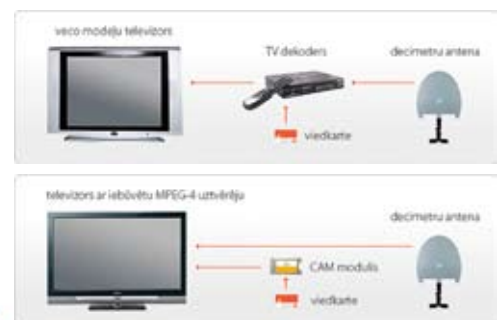 veco modeļu televizors
TV dekoders
decimetru antena
viedkarte
televizors ar iebūvētu MPEG-4 uztvērēju
decimetru antena
CAM modulis
viedkarte